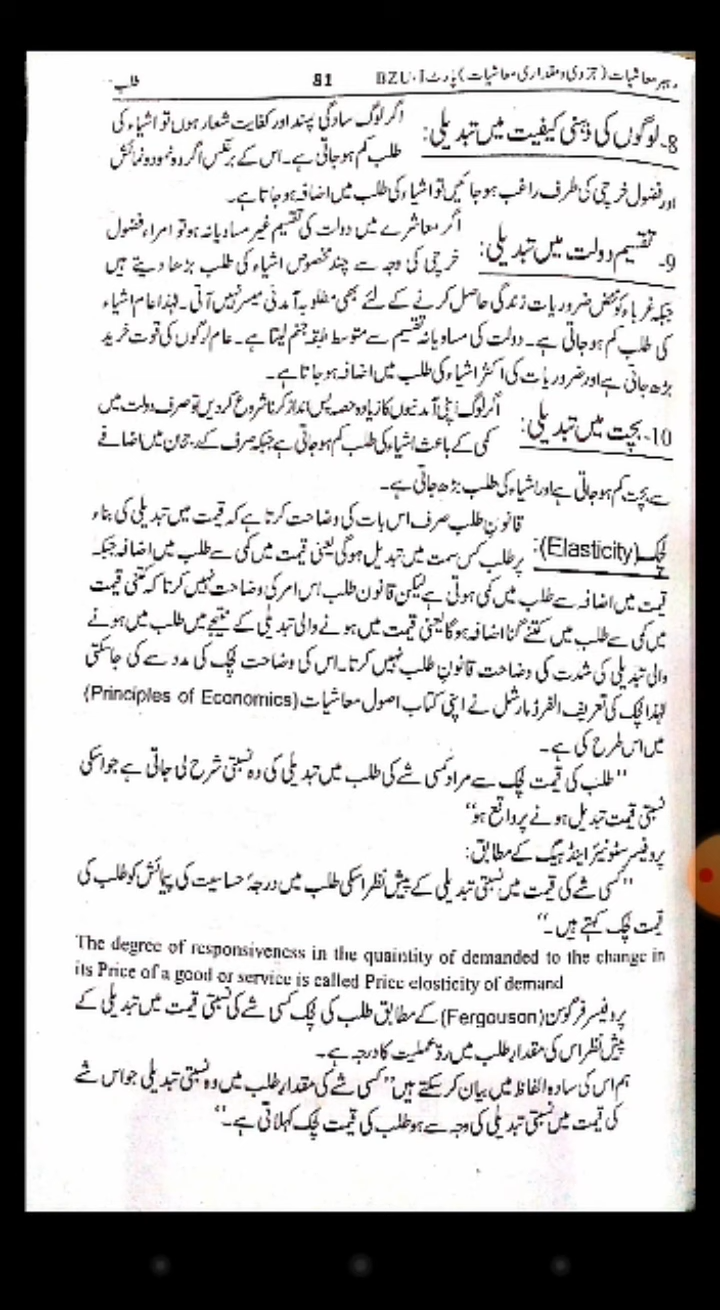 رہبر معاشیات (جزوی و مقداری معاشیات) پارٹ-I BZU 81 طلب
8۔ لوگوں کی ذہنی کیفیت میں تبدیلی: اگر لوگ سادگی پسند اور کفایت شعار ہوں تو اشیاء کی
طلب کم ہو جاتی ہے۔ اس کے برعکس اگر وہ نمود و نمائش
اور فضول خرچی کی طرف راغب ہو جائیں تو اشیاء کی طلب میں اضافہ ہو جاتا ہے۔
9۔ تقسیم دولت میں تبدیلی: اگر معاشرے میں دولت کی تقسیم غیر مساویانہ ہو تو امراء فضول
خرچی کی وجہ سے چند مخصوص اشیاء کی طلب بڑھا دیتے ہیں
جبکہ غرباء کو محض ضروریات زندگی حاصل کرنے کے لئے بھی مطلوبہ آمدنی میسر نہیں آتی۔ لہٰذا عام اشیاء
کی طلب کم ہو جاتی ہے۔ دولت کی مساویانہ تقسیم سے متوسط طبقہ جنم لیتا ہے۔ عام لوگوں کی قوت خرید
بڑھ جاتی ہے اور ضروریات کی اکثر اشیاء کی طلب میں اضافہ ہو جاتا ہے۔
10۔ بچت میں تبدیلی: اگر لوگ اپنی آمدنیوں کا زیادہ حصہ پس انداز کرنا شروع کر دیں تو صرف دولت میں
کمی کے باعث اشیاء کی طلب کم ہو جاتی ہے جبکہ صرف کے رجحان میں اضافے
سے بچت کم ہو جاتی ہے اور اشیاء کی طلب بڑھ جاتی ہے۔
لچک (Elasticity): قانونِ طلب صرف اس بات کی وضاحت کرتا ہے کہ قیمت میں تبدیلی کی بناء
پر طلب کس سمت میں تبدیل ہوگی یعنی قیمت میں کمی سے طلب میں اضافہ جبکہ
قیمت میں اضافہ سے طلب میں کمی ہوتی ہے لیکن قانون طلب اس امر کی وضاحت نہیں کرتا کہ کتنی قیمت
میں کمی سے طلب میں کتنے گنا اضافہ ہوگا یعنی قیمت میں ہونے والی تبدیلی کے نتیجے میں طلب میں ہونے
والی تبدیلی کی شدت کی وضاحت قانونِ طلب نہیں کرتا۔ اس کی وضاحت لچک کی مدد سے کی جاسکتی
لہٰذا لچک کی تعریف الفرڈ مارشل نے اپنی کتاب اصول معاشیات (Principles of Economics)
میں اس طرح کی ہے۔
"طلب کی قیمت لچک سے مراد کسی شے کی طلب میں تبدیلی کی وہ نسبتی شرح لی جاتی ہے جو اسکی
نسبتی قیمت تبدیل ہونے پر واقع ہو"
پروفیسر سٹونیئر اینڈ ہیگ کے مطابق:
"کسی شے کی قیمت میں نسبتی تبدیلی کے پیش نظر اسکی طلب میں درجۂ حساسیت کی پیمائش کو طلب کی
قیمت لچک کہتے ہیں۔"
The degree of responsiveness in the quaintity of demanded to the change in
its Price of a good or service is called Price elosticity of demand
پروفیسر فرگوسن (Fergouson) کے مطابق طلب کی لچک کسی شے کی نسبتی قیمت میں تبدیلی کے
پیش نظر اس کی مقدارِ طلب میں ردِّ عملیت کا درجہ ہے۔
ہم اس کی سادہ الفاظ میں بیان کر سکتے ہیں "کسی شے کی مقدارِ طلب میں وہ نسبتی تبدیلی جو اس شے
کی قیمت میں نسبتی تبدیلی کی وجہ سے ہو طلب کی قیمت لچک کہلاتی ہے۔"